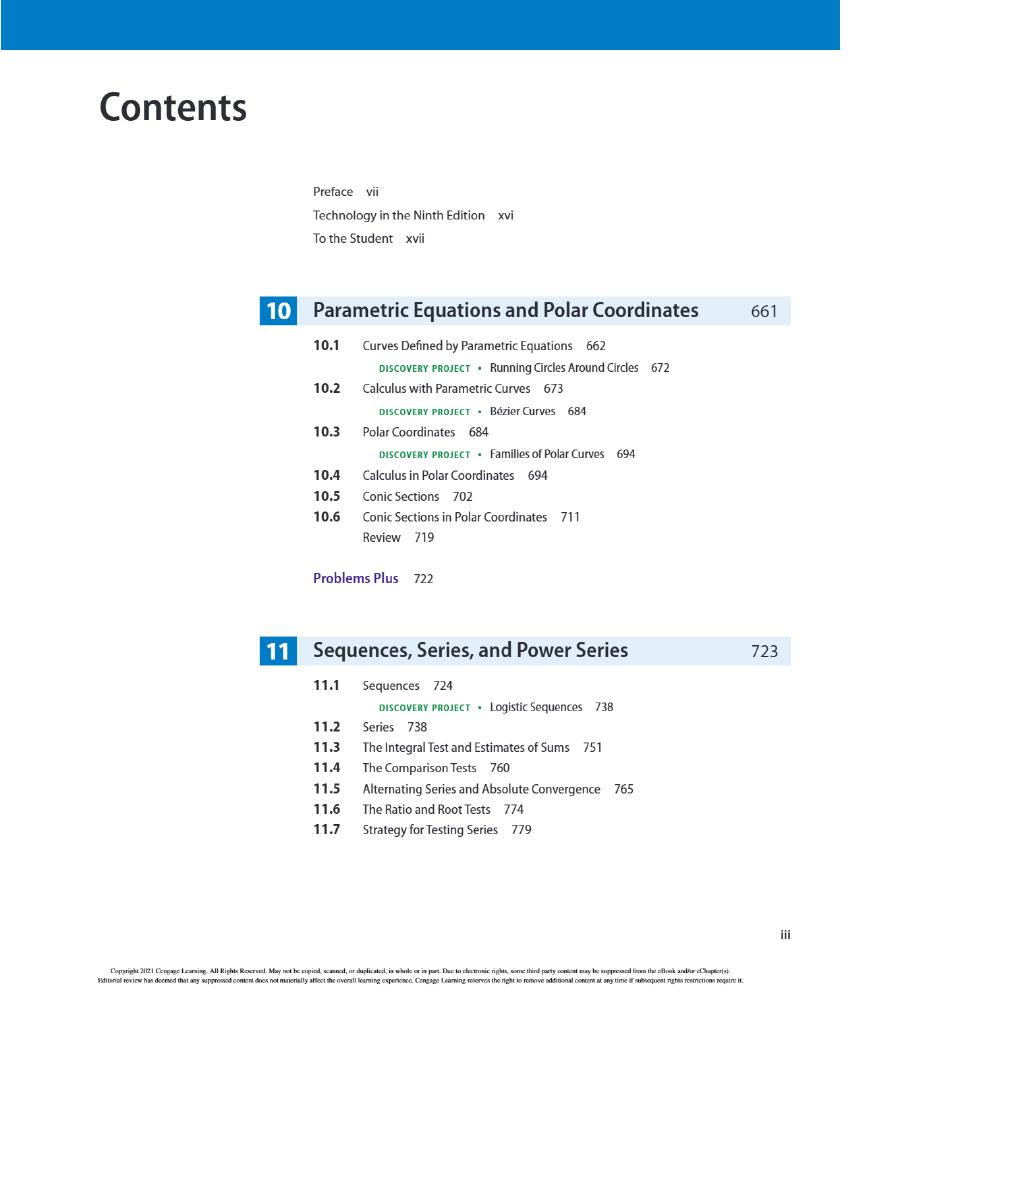 Contents
Preface vii
Technology in the Ninth Edition xvi
To the Student xvii
10 Parametric Equations and Polar Coordinates 661
10.1 Curves Defined by Parametric Equations 662
DISCOVERY PROJECT • Running Circles Around Circles 672
10.2 Calculus with Parametric Curves 673
DISCOVERY PROJECT • Bézier Curves 684
10.3 Polar Coordinates 684
DISCOVERY PROJECT • Families of Polar Curves 694
10.4 Calculus in Polar Coordinates 694
10.5 Conic Sections 702
10.6 Conic Sections in Polar Coordinates 711
Review 719
Problems Plus 722
11 Sequences, Series, and Power Series 723
11.1 Sequences 724
DISCOVERY PROJECT • Logistic Sequences 738
11.2 Series 738
11.3 The Integral Test and Estimates of Sums 751
11.4 The Comparison Tests 760
11.5 Alternating Series and Absolute Convergence 765
11.6 The Ratio and Root Tests 774
11.7 Strategy for Testing Series 779
iii
Copyright 2021 Cengage Learning. All Rights Reserved. May not be copied, scanned, or duplicated, in whole or in part. Due to electronic rights, some third party content may be suppressed from the eBook and/or eChapter(s).
Editorial review has deemed that any suppressed content does not materially affect the overall learning experience. Cengage Learning reserves the right to remove additional content at any time if subsequent rights restrictions require it.